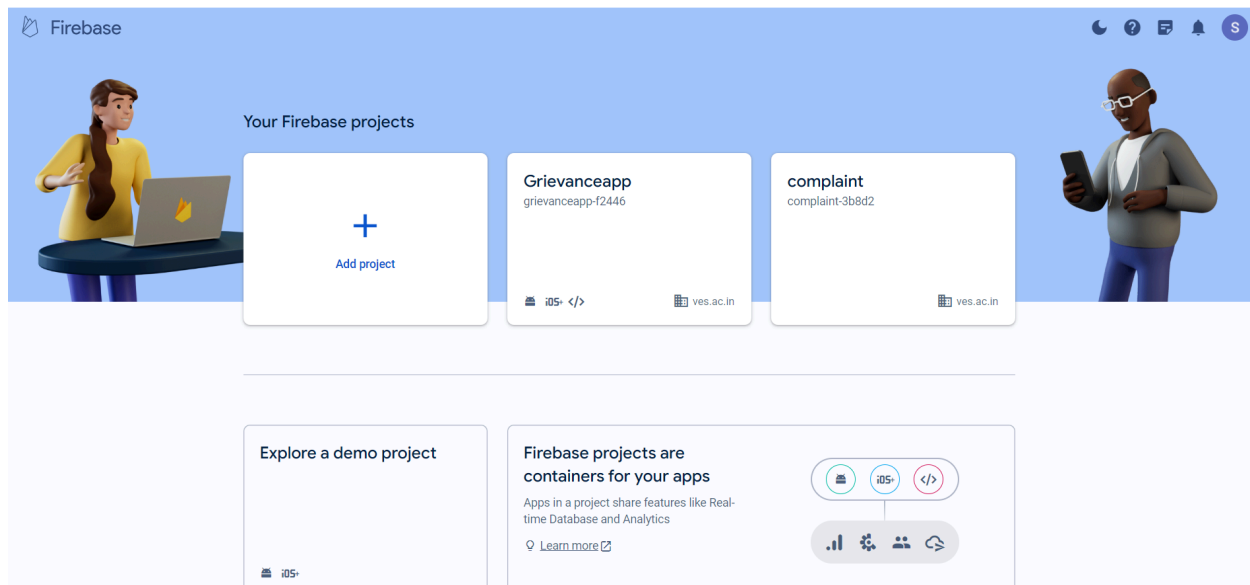 Firebase
S
Your Firebase projects
Add project
Grievanceapp
grievanceapp-f2446
iOS+
ves.ac.in
complaint
complaint-3b8d2
ves.ac.in
Explore a demo project
iOS+
Firebase projects are
containers for your apps
Apps in a project share features like Real-
time Database and Analytics
Learn more
iOS+